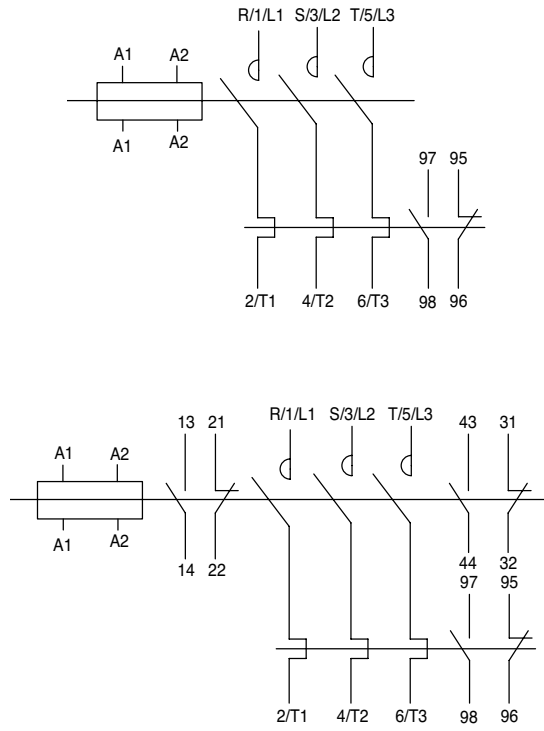 R/1/L1 S/3/L2 T/5/L3
A1 A2
A1 A2
97 95
2/T1 4/T2 6/T3 98 96
R/1/L1 S/3/L2 T/5/L3
13 21 43 31
A1 A2
A1 A2
14 22 44 32
97 95
2/T1 4/T2 6/T3 98 96